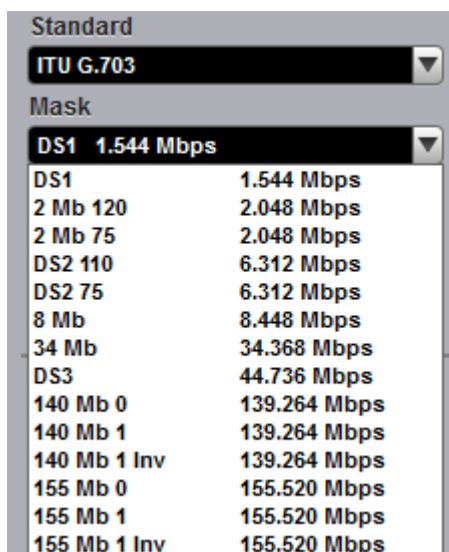 Standard
ITU G.703
Mask
DS1 1.544 Mbps
DS1 1.544 Mbps
2 Mb 120 2.048 Mbps
2 Mb 75 2.048 Mbps
DS2 110 6.312 Mbps
DS2 75 6.312 Mbps
8 Mb 8.448 Mbps
34 Mb 34.368 Mbps
DS3 44.736 Mbps
140 Mb 0 139.264 Mbps
140 Mb 1 139.264 Mbps
140 Mb 1 Inv 139.264 Mbps
155 Mb 0 155.520 Mbps
155 Mb 1 155.520 Mbps
155 Mb 1 Inv 155.520 Mbps